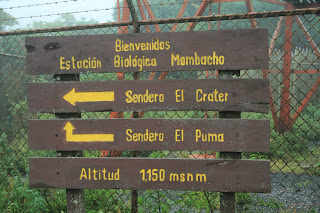 Bienvenidos
Estación Biológica Mombacho
Sendero El Crater
Sendero El Puma
Altitud 1,150 msnm